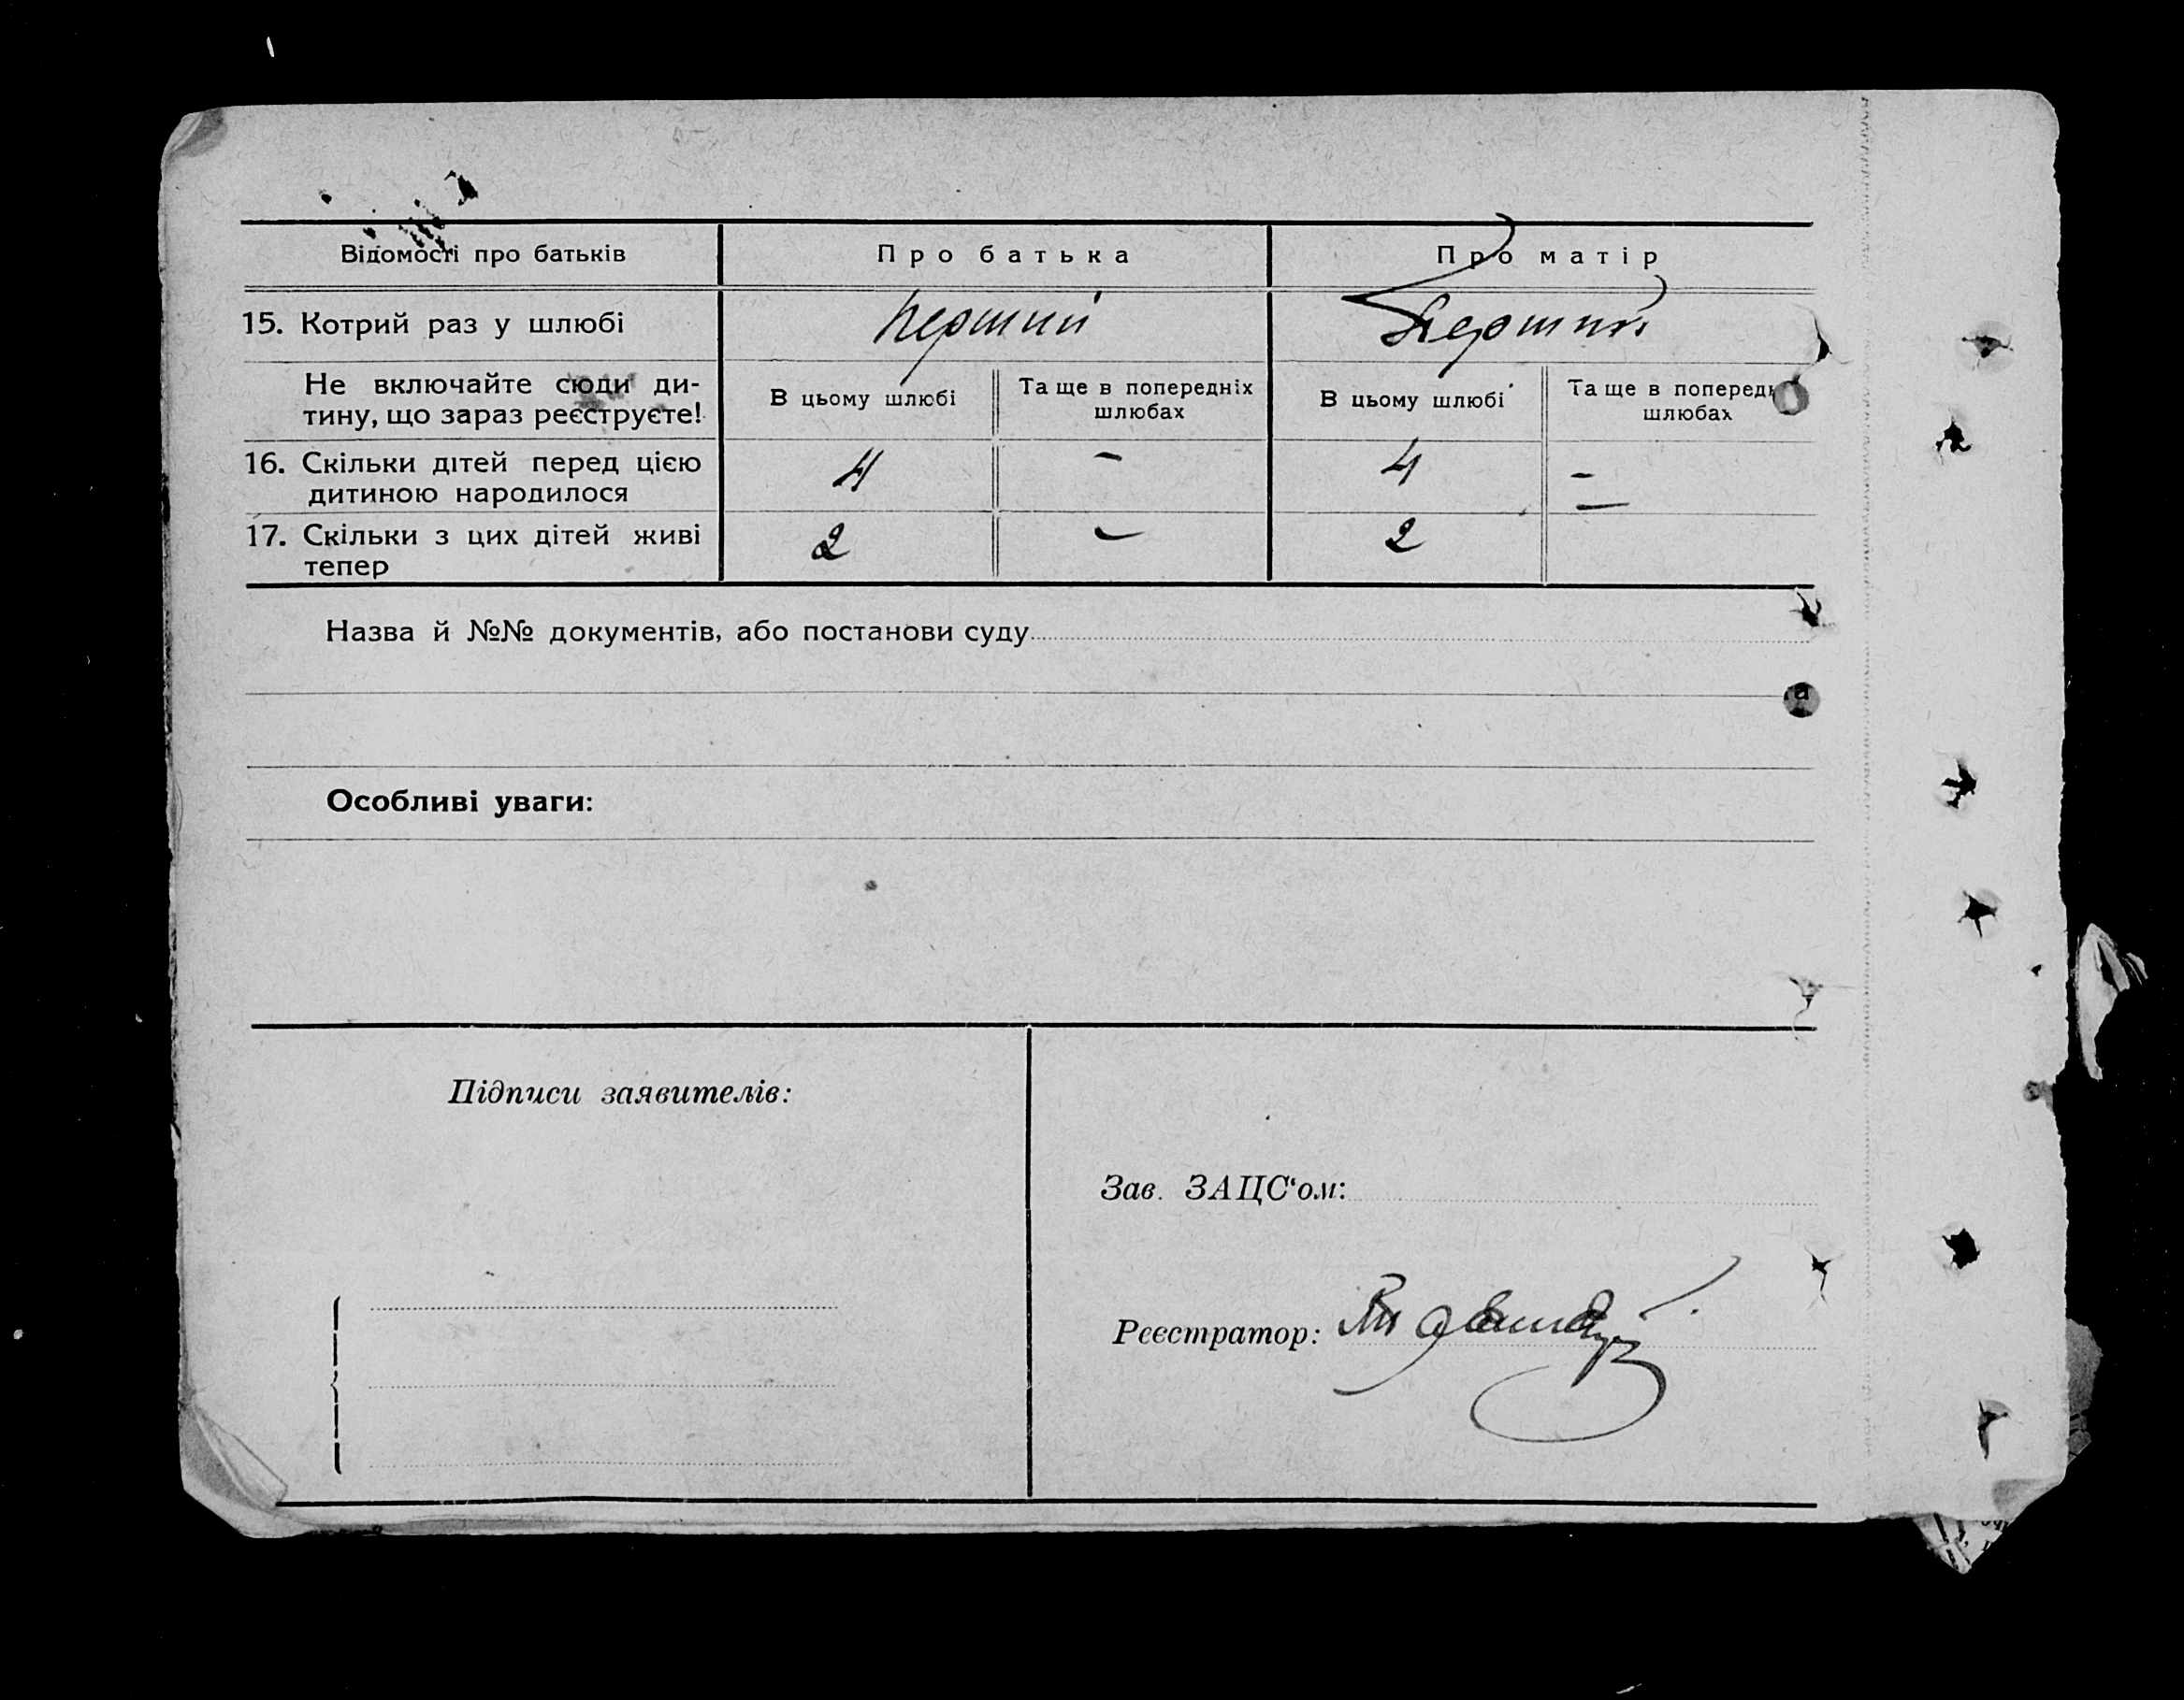 Відомості про батьків	Про батька	Про матір
15. Котрий раз у шлюбі	Перший	Перший
Не включайте сюди ди-
тину, що зараз реєструєте!
В цьому шлюбі	Та ще в попередніх	В цьому шлюбі	Та ще в поперед
шлюбах	шлюбах
16. Скільки дітей перед цією	4	–	4	–
дитиною народилося	–
17. Скільки з цих дітей живі	2	–	2
тепер
Назва й №№ документів, або постанови суду
Особливі уваги:
Підписи заявителів:
Зав. ЗАЦС‘ом:
Реєстратор: